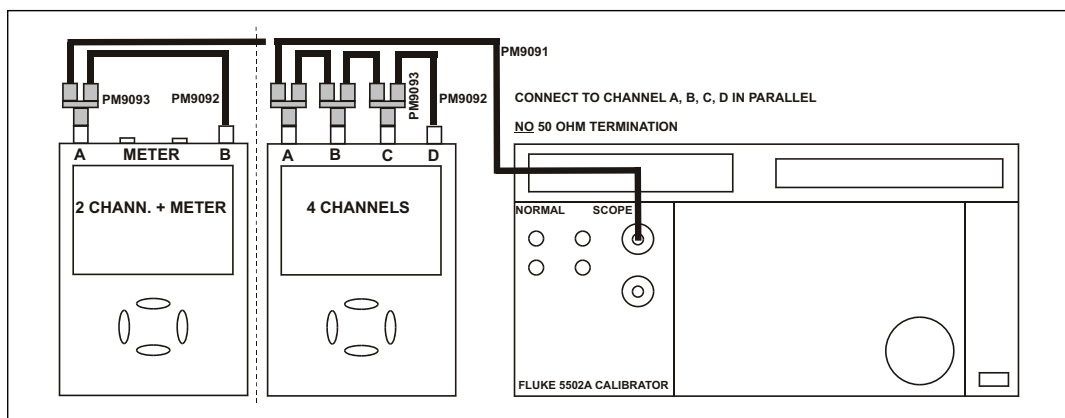 PM9091
PM9093
PM9092
PM9093
PM9092
CONNECT TO CHANNEL A, B, C, D IN PARALLEL
NO 50 OHM TERMINATION
A METER B
A B C D
2 CHANN. + METER
4 CHANNELS
NORMAL SCOPE
FLUKE 5502A CALIBRATOR